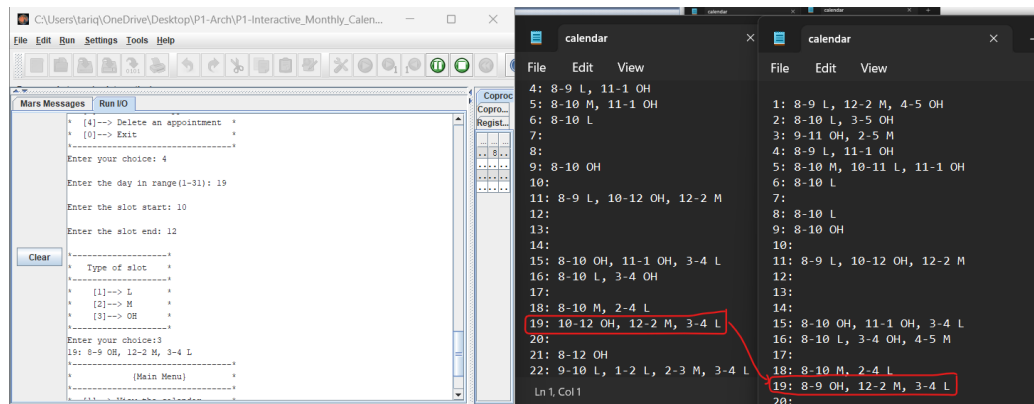 C:\Users\tariq\OneDrive\Desktop\P1-Arch\P1-Interactive_Monthly_Calen...
File Edit Run Settings Tools Help
Mars Messages Run I/O
* [4]--> Delete an appointment *
* [0]--> Exit *
*-----------------------------*
Enter your choice: 4
Enter the day in range(1-31): 19
Enter the slot start: 10
Enter the slot end: 12
*-----------------*
* Type of slot *
*-----------------*
* [1]--> L *
* [2]--> M *
* [3]--> OH *
*-----------------*
Enter your choice:3
19: 8-9 OH, 12-2 M, 3-4 L
*-----------------------------*
* [Main Menu] *
*-----------------------------*
Clear
Coproc
Copro...
Regist...
calendar
File Edit View
4: 8-9 L, 11-1 OH
5: 8-10 M, 11-1 OH
6: 8-10 L
7:
8:
9: 8-10 OH
10:
11: 8-9 L, 10-12 OH, 12-2 M
12:
13:
14:
15: 8-10 OH, 11-1 OH, 3-4 L
16: 8-10 L, 3-4 OH
17:
18: 8-10 M, 2-4 L
19: 10-12 OH, 12-2 M, 3-4 L
20:
21: 8-12 OH
22: 9-10 L, 1-2 L, 2-3 M, 3-4 L
Ln 1, Col 1
calendar calendar
calendar
File Edit View
1: 8-9 L, 12-2 M, 4-5 OH
2: 8-10 L, 3-5 OH
3: 9-11 OH, 2-5 M
4: 8-9 L, 11-1 OH
5: 8-10 M, 10-11 L, 11-1 OH
6: 8-10 L
7:
8: 8-10 L
9: 8-10 OH
10:
11: 8-9 L, 10-12 OH, 12-2 M
12:
13:
14:
15: 8-10 OH, 11-1 OH, 3-4 L
16: 8-10 L, 3-4 OH, 4-5 M
17:
18: 8-10 M, 2-4 L
19: 8-9 OH, 12-2 M, 3-4 L
20: